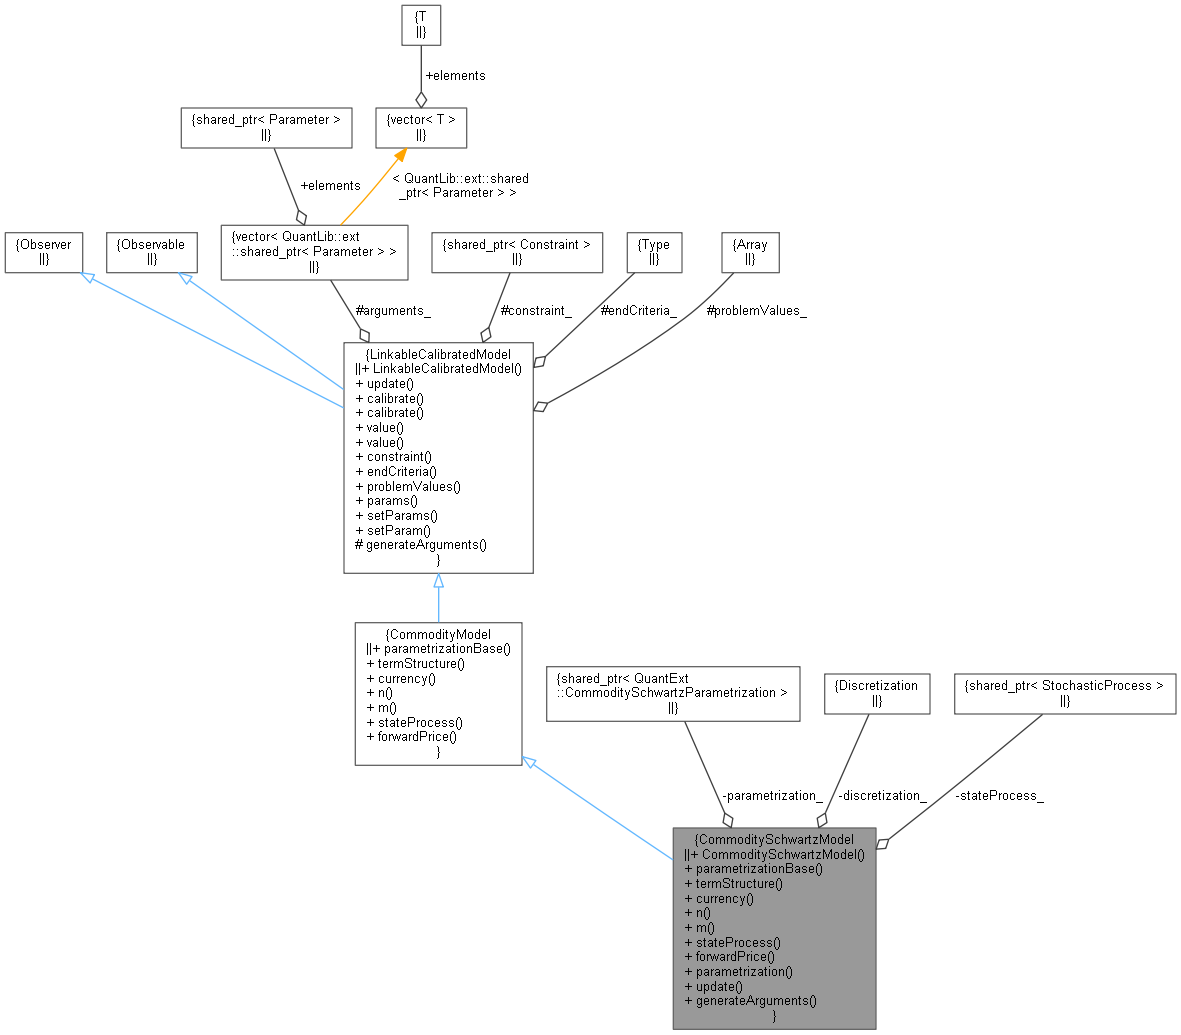 {T
||}
+elements
{shared_ptr< Parameter >
||}
{vector< T >
||}
+elements
< QuantLib::ext::shared
_ptr< Parameter > >
{Observer
||}
{Observable
||}
{vector< QuantLib::ext
::shared_ptr< Parameter > >
||}
{shared_ptr< Constraint >
||}
{Type
||}
{Array
||}
#arguments_
#constraint_
#endCriteria_
#problemValues_
{LinkableCalibratedModel
||+ LinkableCalibratedModel()
+ update()
+ calibrate()
+ calibrate()
+ value()
+ value()
+ constraint()
+ endCriteria()
+ problemValues()
+ params()
+ setParams()
+ setParam()
# generateArguments()
}
{CommodityModel
||+ parametrizationBase()
+ termStructure()
+ currency()
+ n()
+ m()
+ stateProcess()
+ forwardPrice()
}
{shared_ptr< QuantExt
::CommoditySchwartzParametrization >
||}
{Discretization
||}
{shared_ptr< StochasticProcess >
||}
-parametrization_
-discretization_
-stateProcess_
{CommoditySchwartzModel
||+ CommoditySchwartzModel()
+ parametrizationBase()
+ termStructure()
+ currency()
+ n()
+ m()
+ stateProcess()
+ forwardPrice()
+ parametrization()
+ update()
+ generateArguments()
}